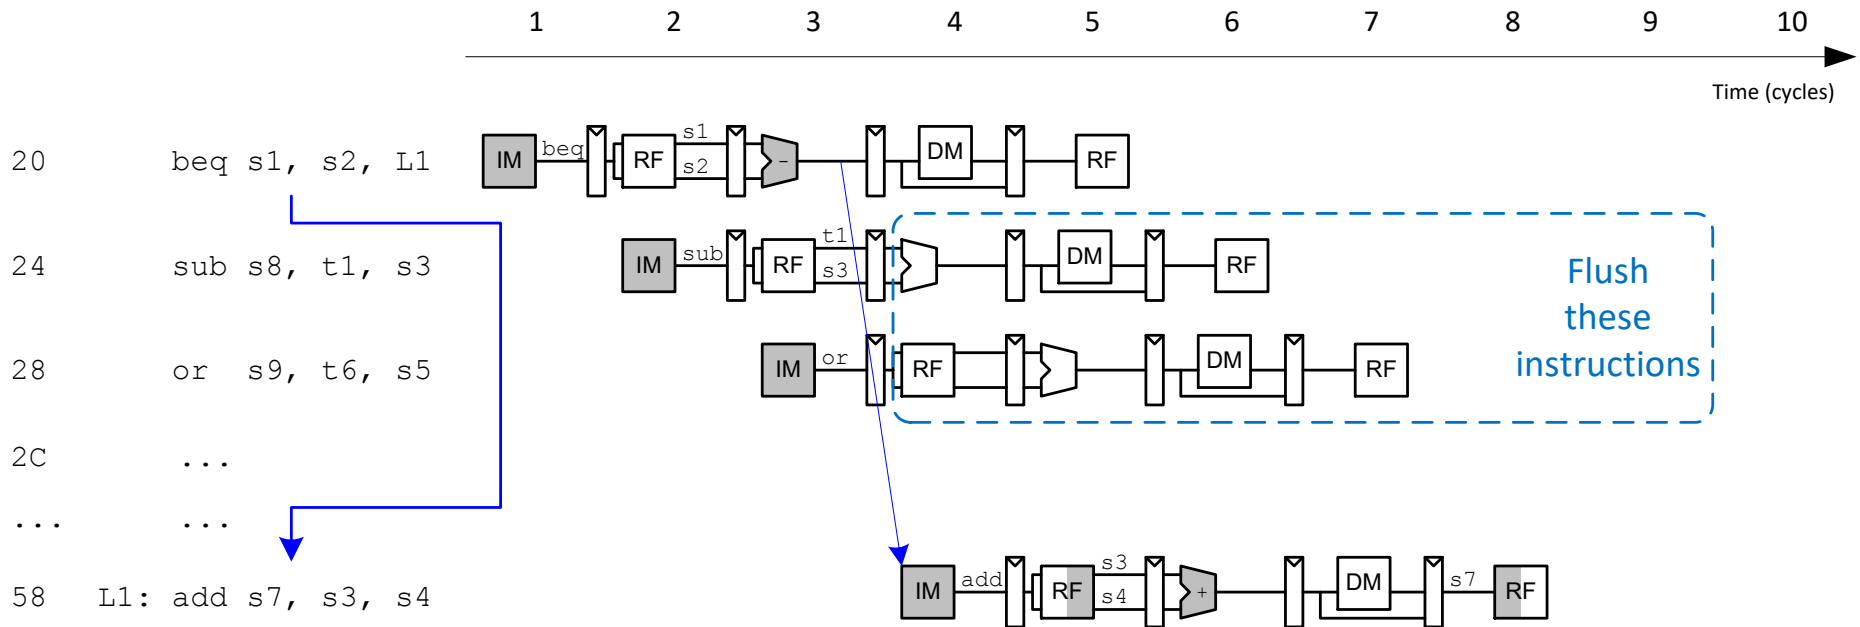 1 2 3 4 5 6 7 8 9 10
Time (cycles)
20 beq s1, s2, L1 IM beq RF s1 s2 - DM RF
24 sub s8, t1, s3 IM sub RF t1 s3 DM RF
28 or s9, t6, s5 IM or RF DM RF
Flush
these
instructions
2C ...
... ...
58 L1: add s7, s3, s4 IM add RF s3 s4 + DM s7 RF